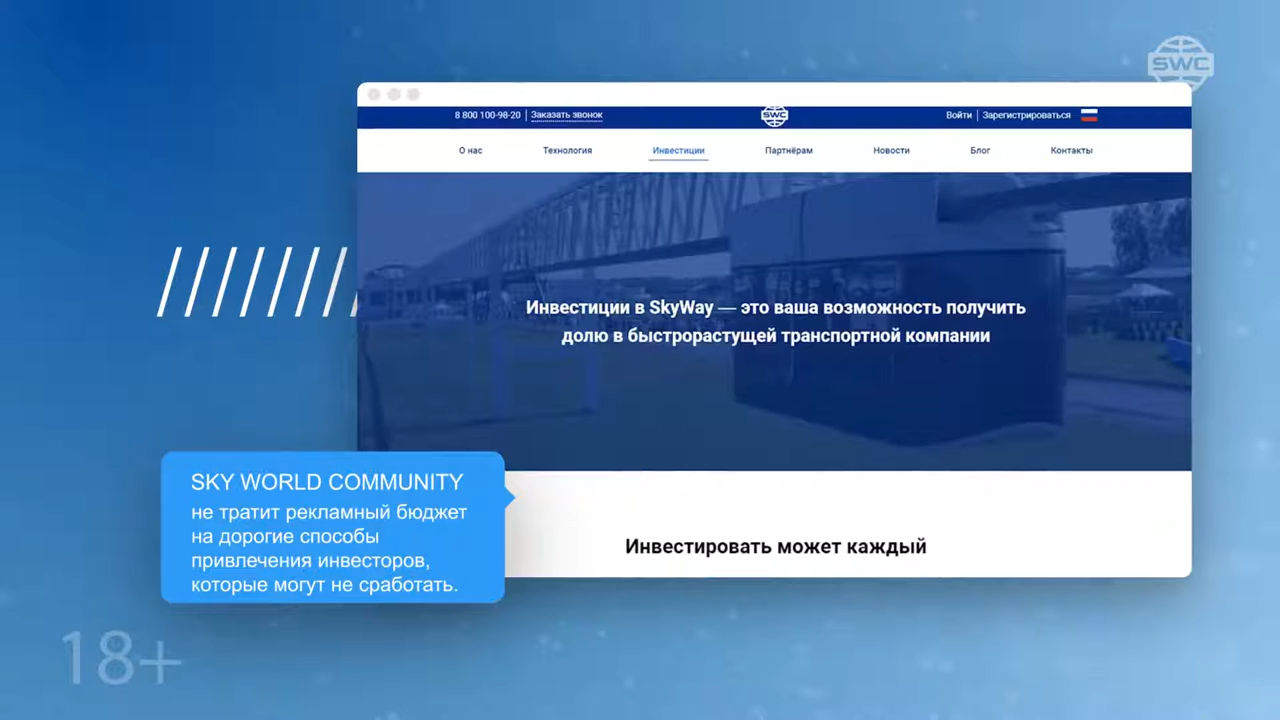 SWC
8 800 100-98-20 | Заказать звонок
SWC
Войти | Зарегистрироваться
О нас
Технология
Инвестиции
Партнёрам
Новости
Блог
Контакты
Инвестиции в SkyWay — это ваша возможность получить
долю в быстрорастущей транспортной компании
SKY WORLD COMMUNITY
не тратит рекламный бюджет
на дорогие способы
привлечения инвесторов,
которые могут не сработать.
Инвестировать может каждый
18+